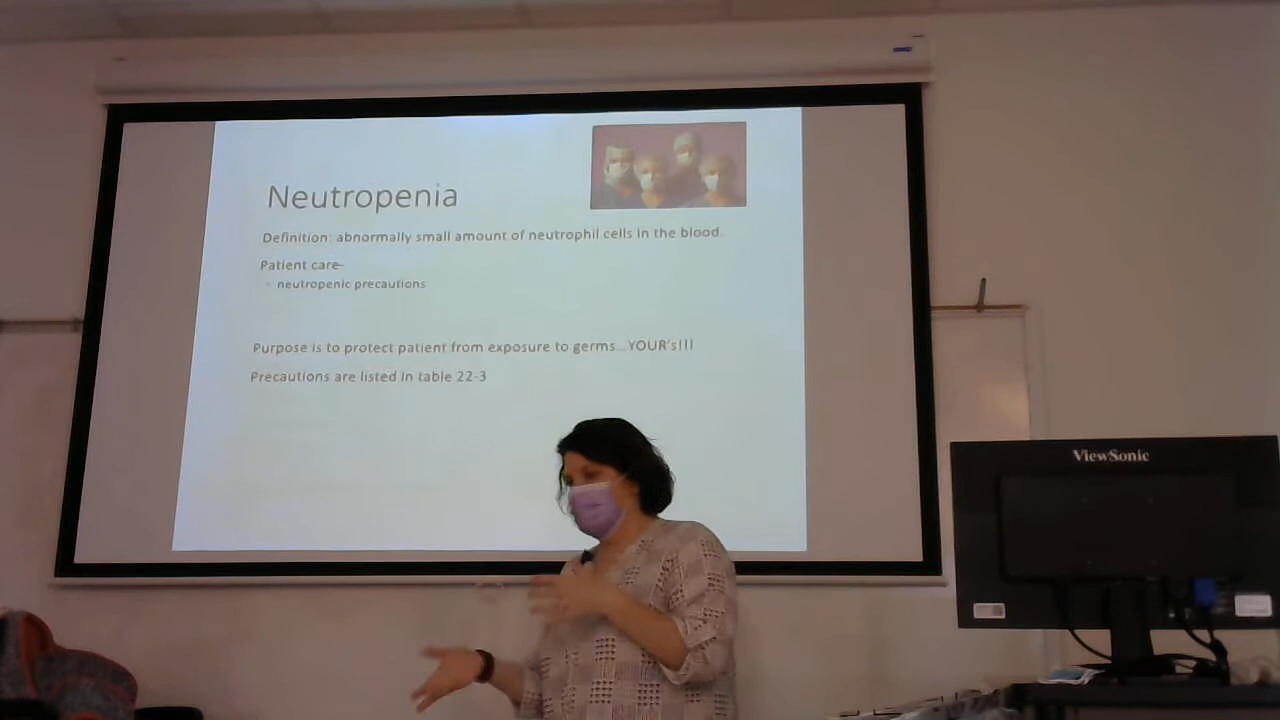 Neutropenia
Definition: abnormally small amount of neutrophil cells in the blood.
Patient care-
neutropenic precautions
Purpose is to protect patient from exposure to germs...YOUR's!!!
Precautions are listed in table 22-3
ViewSonic